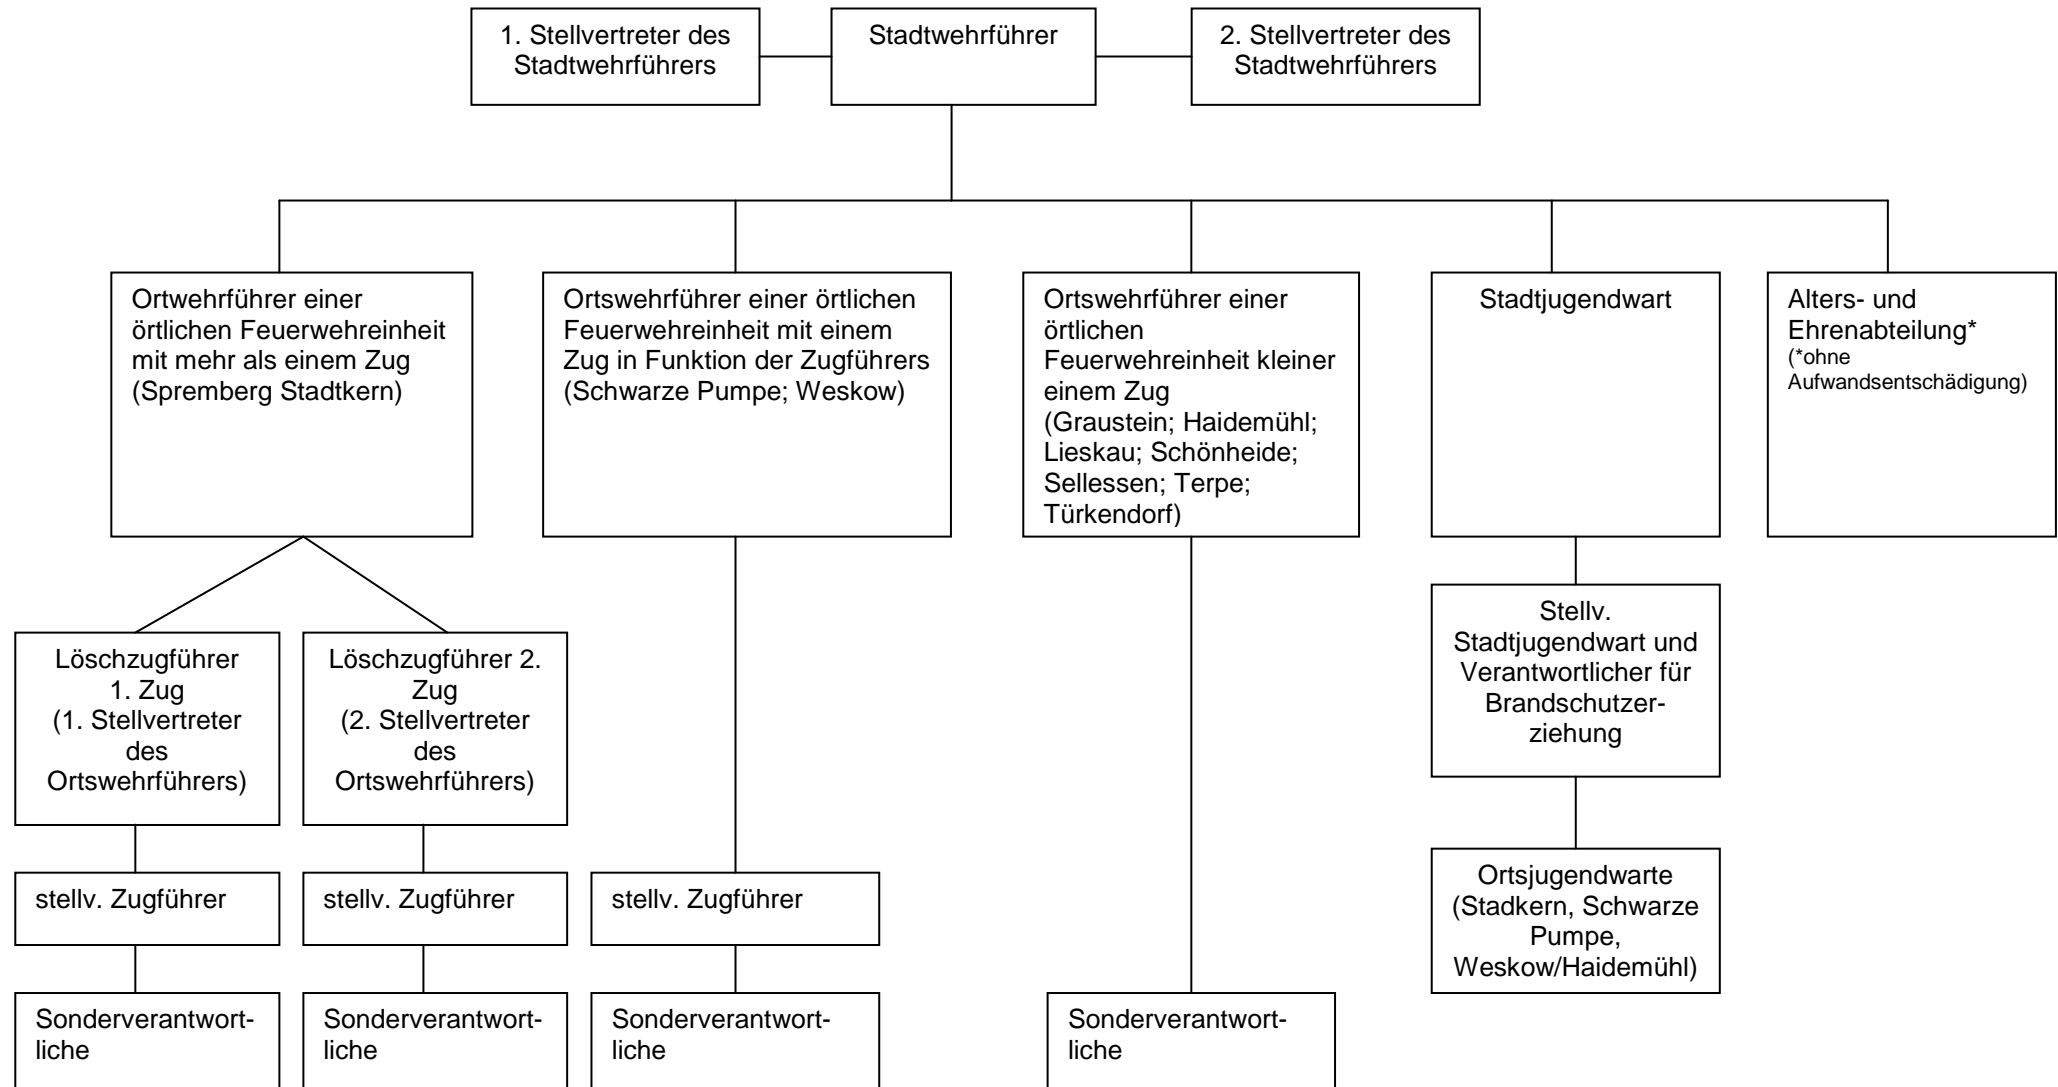 1. Stellvertreter des
Stadtwehrführers
Stadtwehrführer
2. Stellvertreter des
Stadtwehrführers
Ortwehrführer einer
örtlichen Feuerwehreinheit
mit mehr als einem Zug
(Spremberg Stadtkern)
Ortswehrführer einer örtlichen
Feuerwehreinheit mit einem
Zug in Funktion der Zugführers
(Schwarze Pumpe; Weskow)
Ortswehrführer einer
örtlichen
Feuerwehreinheit kleiner
einem Zug
(Graustein; Haidemühl;
Lieskau; Schönheide;
Sellessen; Terpe;
Türkendorf)
Stadtjugendwart
Alters- und
Ehrenabteilung*
(*ohne
Aufwandsentschädigung)
Löschzugführer
1. Zug
(1. Stellvertreter
des
Ortswehrführers)
Löschzugführer 2.
Zug
(2. Stellvertreter
des
Ortswehrführers)
Stellv.
Stadtjugendwart und
Verantwortlicher für
Brandschutzer-
ziehung
stellv. Zugführer
stellv. Zugführer
stellv. Zugführer
Ortsjugendwarte
(Stadkern, Schwarze
Pumpe,
Weskow/Haidemühl)
Sonderverantwort-
liche
Sonderverantwort-
liche
Sonderverantwort-
liche
Sonderverantwort-
liche